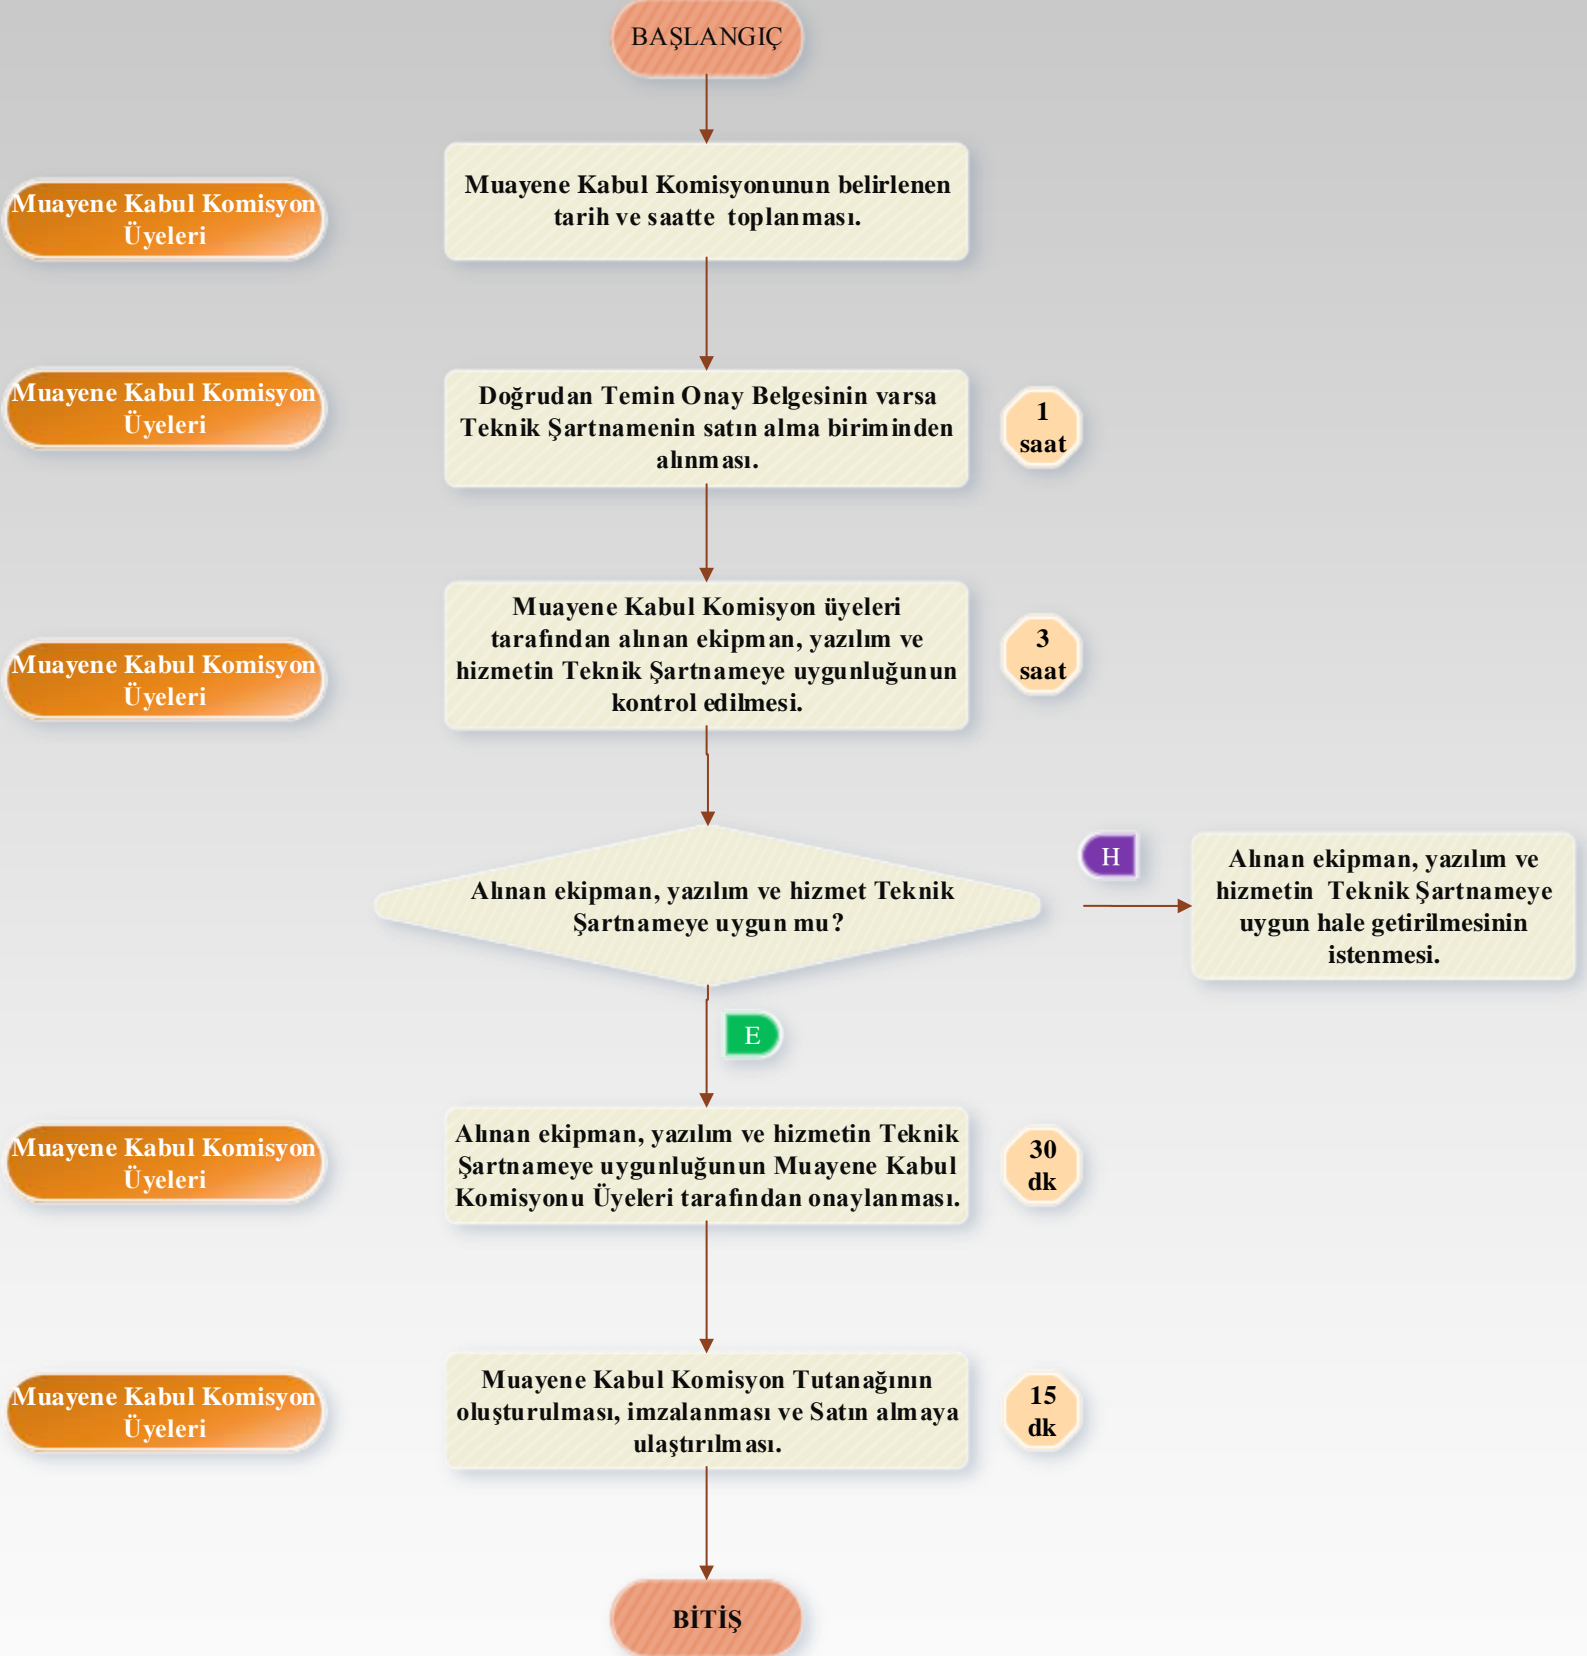 BAŞLANGIÇ
Muayene Kabul Komisyon
Üyeleri
Muayene Kabul Komisyonunun belirlenen
tarih ve saatte toplanması.
Muayene Kabul Komisyon
Üyeleri
Doğrudan Temin Onay Belgesinin varsa
Teknik Şartnamenin satın alma biriminden
alınması.
1
saat
Muayene Kabul Komisyon
Üyeleri
Muayene Kabul Komisyon üyeleri
tarafından alınan ekipman, yazılım ve
hizmetin Teknik Şartnameye uygunluğunun
kontrol edilmesi.
3
saat
Alınan ekipman, yazılım ve hizmet Teknik
Şartnameye uygun mu?
H
Alınan ekipman, yazılım ve
hizmetin Teknik Şartnameye
uygun hale getirilmesinin
istenmesi.
E
Muayene Kabul Komisyon
Üyeleri
Alınan ekipman, yazılım ve hizmetin Teknik
Şartnameye uygunluğunun Muayene Kabul
Komisyonu Üyeleri tarafından onaylanması.
30
dk
Muayene Kabul Komisyon
Üyeleri
Muayene Kabul Komisyon Tutanağının
oluşturulması, imzalanması ve Satın almaya
ulaştırılması.
15
dk
BİTİŞ